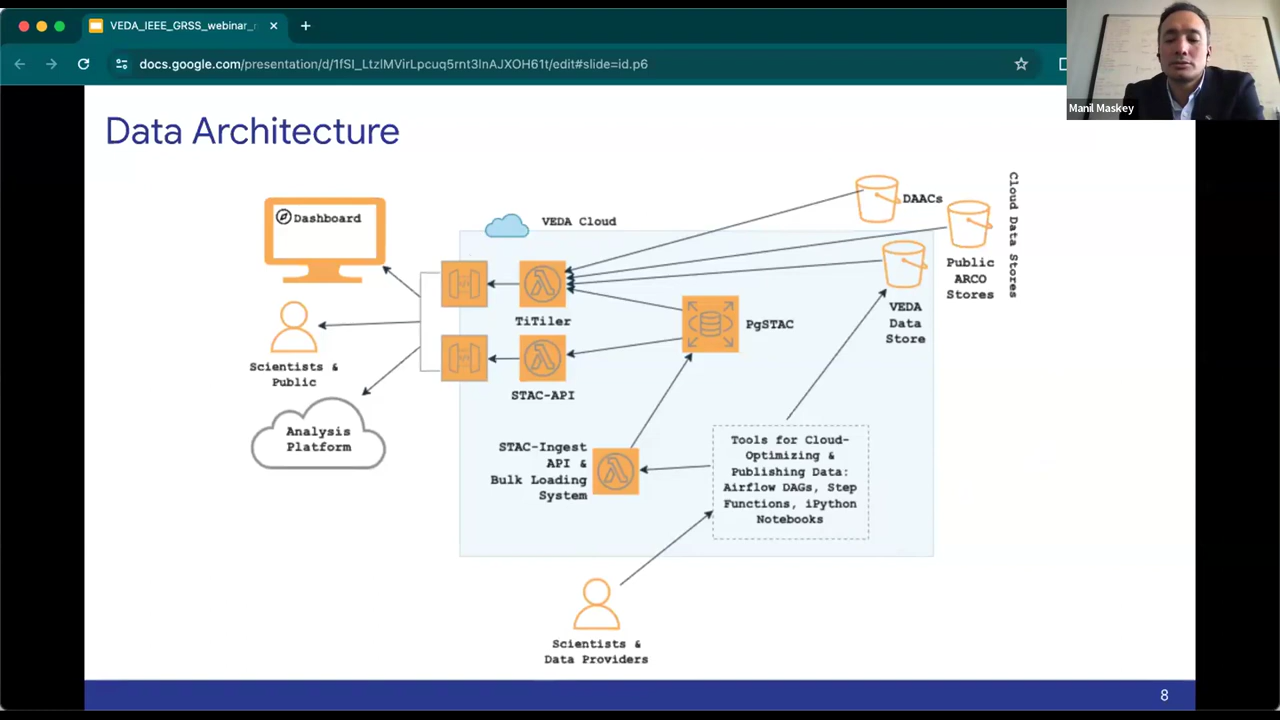 VEDA_IEEE_GRSS_webinar_
docs.google.com/presentation/d/1fSI_LtzlMVirLpcuq5rnt3lnAJXOH61t/edit#slide=id.p6
Manil Maskey
Data Architecture
Dashboard
VEDA Cloud
DAACs
Cloud Data Stores
Public
ARCO
Stores
VEDA
Data
Store
TiTiler
PgSTAC
Scientists &
Public
STAC-API
Analysis
Platform
STAC-Ingest
API &
Bulk Loading
System
Tools for Cloud-
Optimizing &
Publishing Data:
Airflow DAGs, Step
Functions, iPython
Notebooks
Scientists &
Data Providers
8